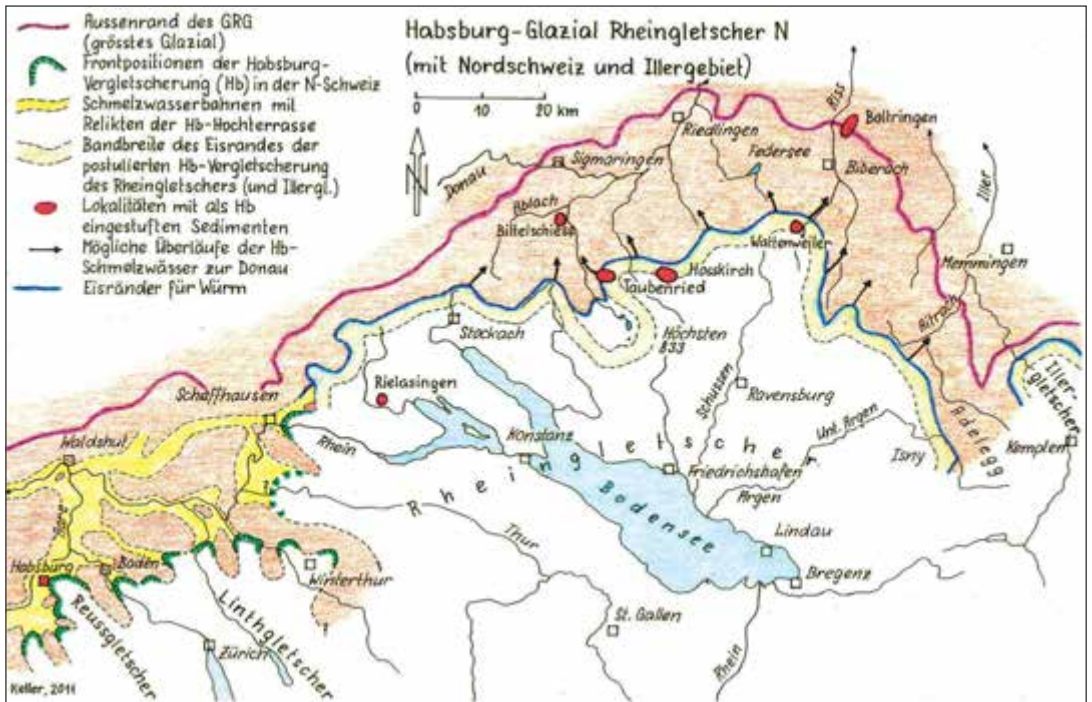 Habsburg-Glazial Rheingletscher N
(mit Nordschweiz und Illergebiet)
0 10 20 km
N
Aussenrand des GRG
(grösstes Glazial)
Frontpositionen der Habsburg-
Vergletscherung (Hb) in der N-Schweiz
Schmelzwasserbahnen mit
Relikten der Hb-Hochterrasse
Bandbreite des Eisrandes der
postulierten Hb-Vergletscherung
des Rheingletschers (und Illergl.)
Lokalitäten mit als Hb
eingestuften Sedimenten
Mögliche Überläufe der Hb-
Schmelzwässer zur Donau
Eisränder für Würm
Riss
Baltringen
Riedlingen
Federsee
Biberach
Sigmaringen
Donau
Iller
Ablach
Bittelschiess
Wattenweiler
Memmingen
Hosskirch
Taubenried
Höchsten
833
Aitrach
Stockach
Iller-
gletscher
Schaffhausen
Rielasingen
Schussen
Ravensburg
Waldshut
Unt. Argen
Adelegg
Kempten
Rhein
Konstanz
Isny
Rheingletscher
Friedrichshafen
Argen
Bodensee
Thur
Lindau
Bregenz
Habsburg
Baden
Winterthur
St. Gallen
Reussgletscher
Linthgletscher
Zürich
Rhein
Keller, 2011